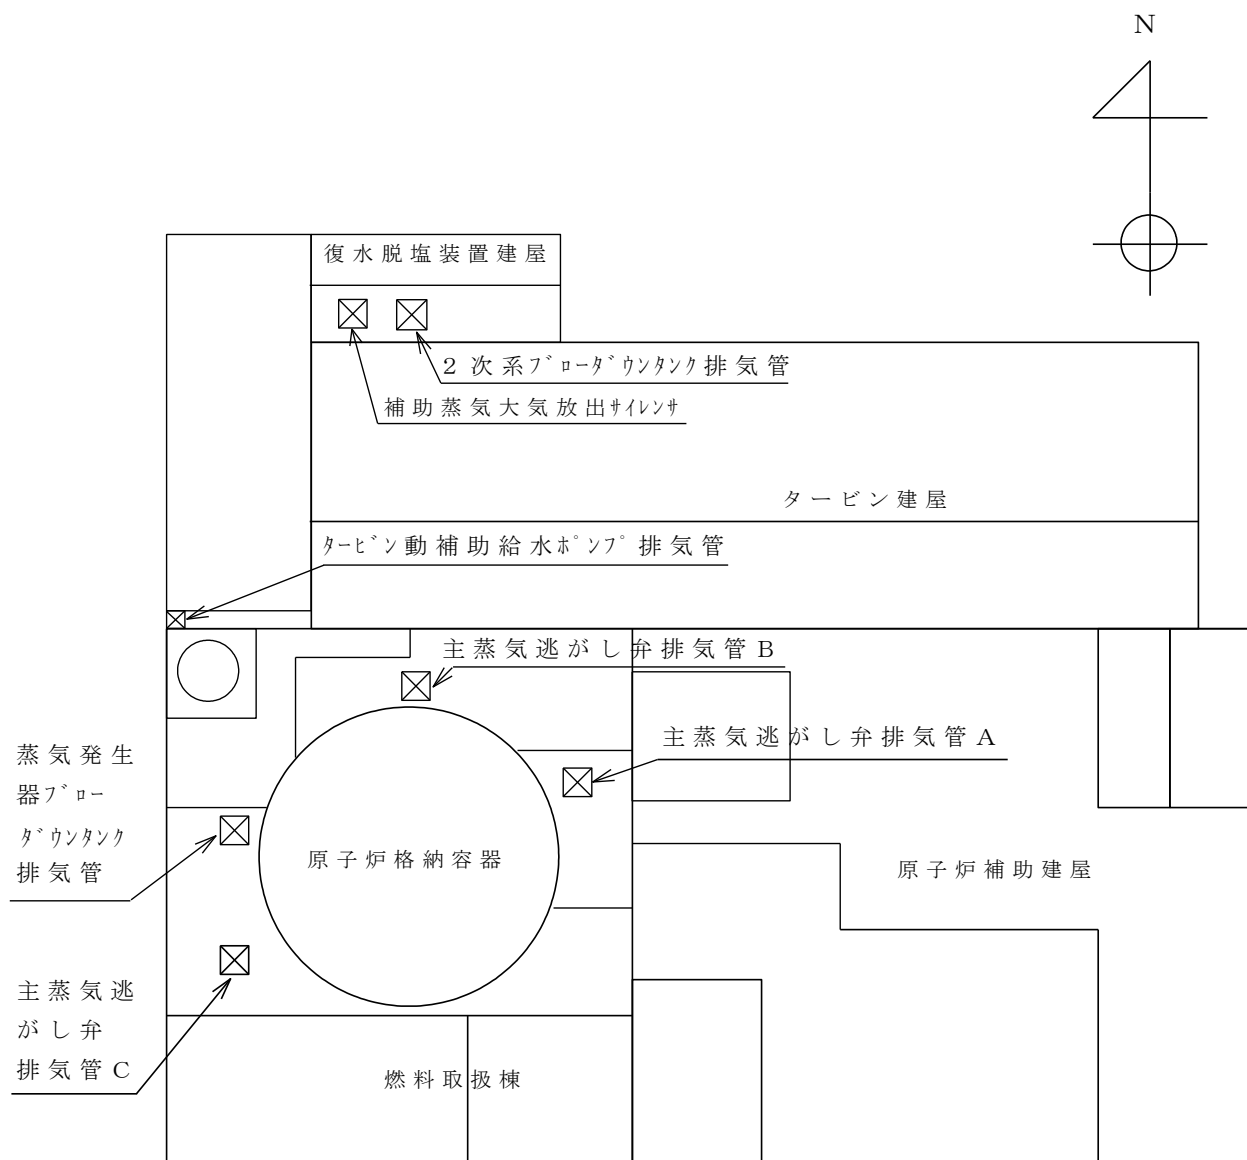 N
復水脱塩装置建屋
2次系ブローダウンタンク排気管
補助蒸気大気放出サイレンサ
タービン建屋
タービン動補助給水ポンプ排気管
主蒸気逃がし弁排気管B
主蒸気逃がし弁排気管A
蒸気発生
器ブロー
ダウンタンク
排気管
原子炉格納容器
原子炉補助建屋
主蒸気逃
がし弁
排気管C
燃料取扱棟